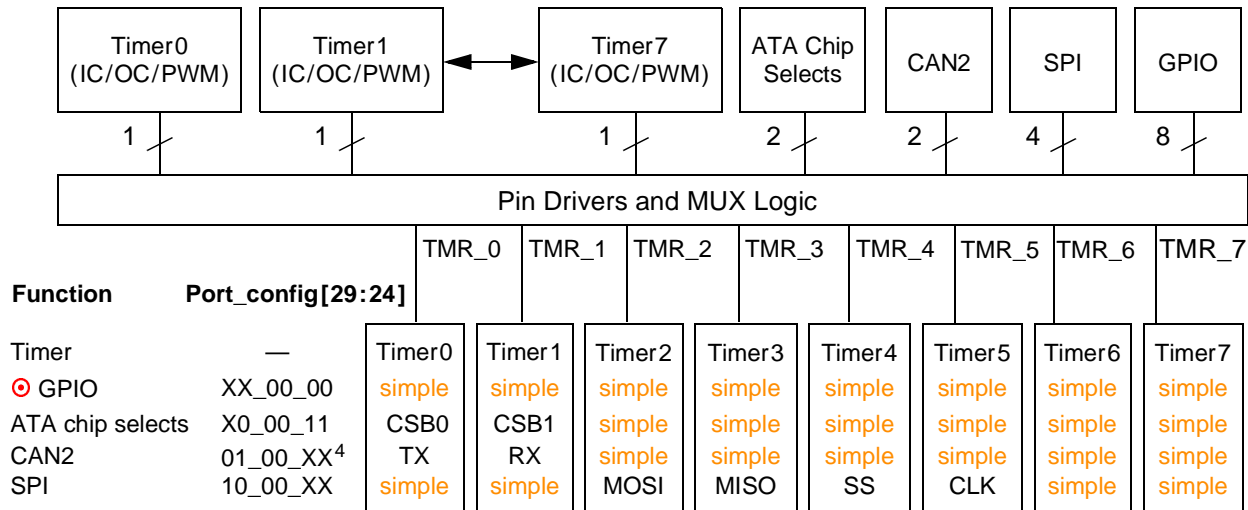 Timer0 Timer1 Timer7 ATA Chip CAN2 SPI GPIO
(IC/OC/PWM) (IC/OC/PWM) (IC/OC/PWM) Selects
1 1 1 2 2 4 8
Pin Drivers and MUX Logic
TMR_0 TMR_1 TMR_2 TMR_3 TMR_4 TMR_5 TMR_6 TMR_7
Function Port_config[29:24]
Timer — Timer0 Timer1 Timer2 Timer3 Timer4 Timer5 Timer6 Timer7
GPIO XX_00_00 simple simple simple simple simple simple simple simple
ATA chip selects X0_00_11 CSB0 CSB1 simple simple simple simple simple simple
CAN2 01_00_XX4 TX RX simple simple simple simple simple simple
SPI 10_00_XX simple simple MOSI MISO SS CLK simple simple